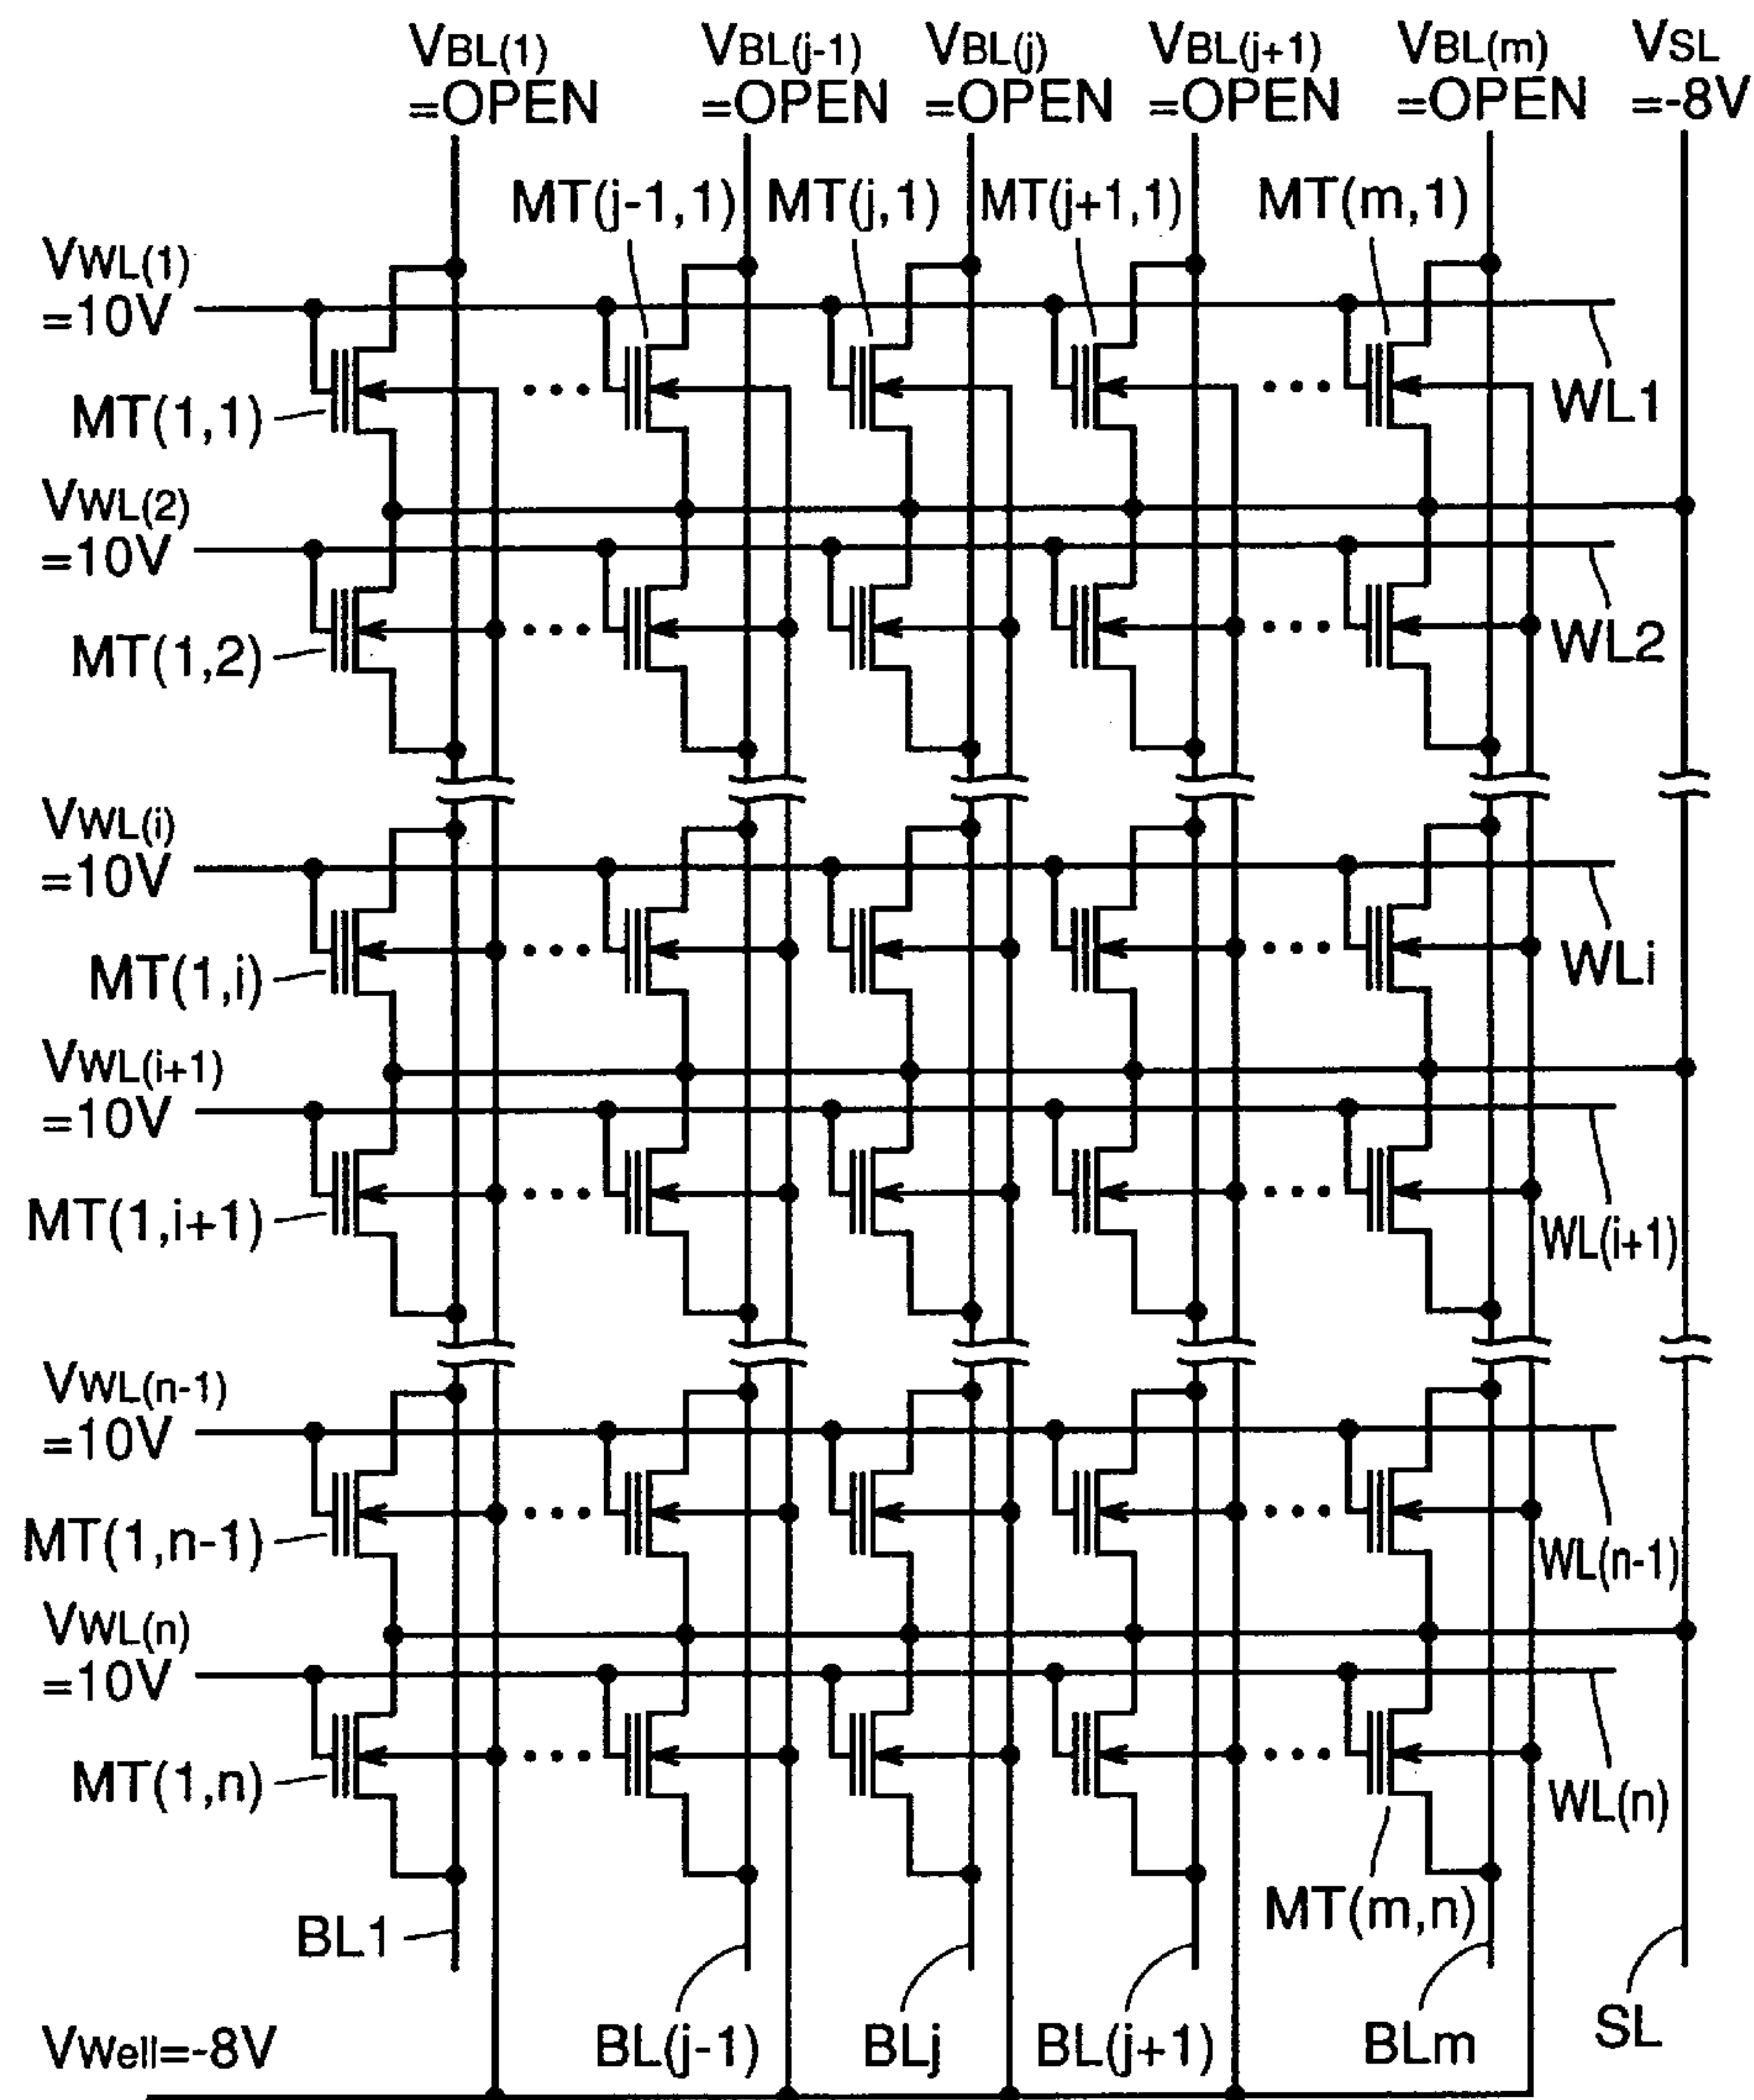 VBL(1)
=OPEN
VBL(j-1)
=OPEN
VBL(j)
=OPEN
VBL(j+1)
=OPEN
VBL(m)
=OPEN
VSL
=-8V
MT(j-1,1)
MT(j,1)
MT(j+1,1)
MT(m,1)
VWL(1)
=10V
MT(1,1)
WL1
VWL(2)
=10V
MT(1,2)
WL2
VWL(i)
=10V
MT(1,i)
WLi
VWL(i+1)
=10V
MT(1,i+1)
WL(i+1)
VWL(n-1)
=10V
MT(1,n-1)
WL(n-1)
VWL(n)
=10V
MT(1,n)
WL(n)
MT(m,n)
BL1
BL(j-1)
BLj
BL(j+1)
BLm
SL
VWell=-8V